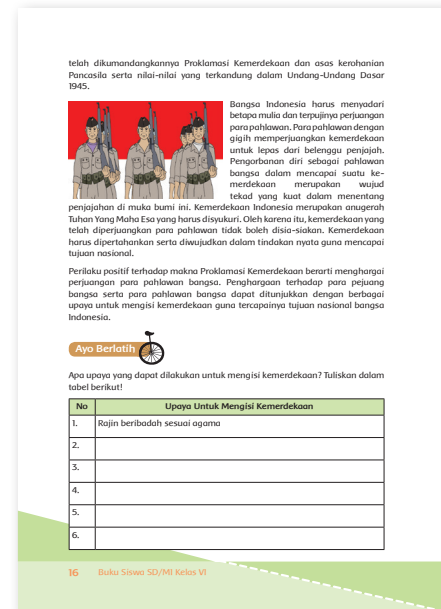 telah dikumandangkannya Proklamasi Kemerdekaan dan asas kerohanian
Pancasila serta nilai-nilai yang terkandung dalam Undang-Undang Dasar
1945.
Bangsa Indonesia harus menyadari
betapa mulia dan terpujinya perjuangan
para pahlawan. Para pahlawan dengan
gigih memperjuangkan kemerdekaan
untuk lepas dari belenggu penjajah.
Pengorbanan diri sebagai pahlawan
bangsa dalam mencapai suatu ke-
merdekaan merupakan wujud
tekad yang kuat dalam menentang
penjajahan di muka bumi ini. Kemerdekaan Indonesia merupakan anugerah
Tuhan Yang Maha Esa yang harus disyukuri. Oleh karena itu, kemerdekaan yang
telah diperjuangkan para pahlawan tidak boleh disia-siakan. Kemerdekaan
harus dipertahankan serta diwujudkan dalam tindakan nyata guna mencapai
tujuan nasional.
Perilaku positif terhadap makna Proklamasi Kemerdekaan berarti menghargai
perjuangan para pahlawan bangsa. Penghargaan terhadap para pejuang
bangsa serta para pahlawan bangsa dapat ditunjukkan dengan berbagai
upaya untuk mengisi kemerdekaan guna tercapainya tujuan nasional bangsa
Indonesia.
Ayo Berlatih
Apa upaya yang dapat dilakukan untuk mengisi kemerdekaan? Tuliskan dalam
tabel berikut!
No Upaya Untuk Mengisi Kemerdekaan
1. Rajin beribadah sesuai agama
2.
3.
4.
5.
6.
16 Buku Siswa SD/MI Kelas VI